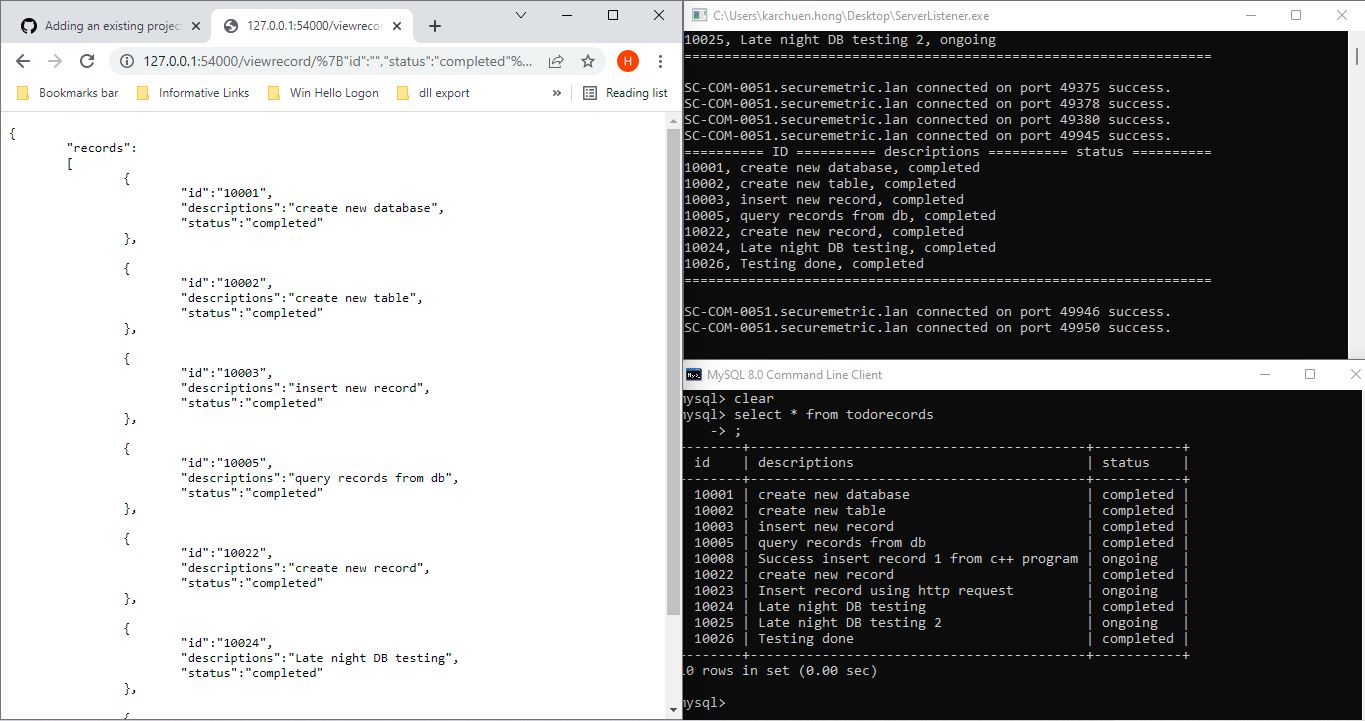 Adding an existing projec
127.0.0.1:54000/viewrecor
127.0.0.1:54000/viewrecord/%7B"id":"","status":"completed"%...
H
Bookmarks bar
Informative Links
Win Hello Logon
dll export
»
Reading list
{
"records":
[
{
"id":"10001",
"descriptions":"create new database",
"status":"completed"
},
{
"id":"10002",
"descriptions":"create new table",
"status":"completed"
},
{
"id":"10003",
"descriptions":"insert new record",
"status":"completed"
},
{
"id":"10005",
"descriptions":"query records from db",
"status":"completed"
},
{
"id":"10022",
"descriptions":"create new record",
"status":"completed"
},
{
"id":"10024",
"descriptions":"Late night DB testing",
"status":"completed"
},
{
C:\Users\karchuen.hong\Desktop\ServerListener.exe
10025, Late night DB testing 2, ongoing
==================================================================
SC-COM-0051.securemetric.lan connected on port 49375 success.
SC-COM-0051.securemetric.lan connected on port 49378 success.
SC-COM-0051.securemetric.lan connected on port 49380 success.
SC-COM-0051.securemetric.lan connected on port 49945 success.
========== ID ========== descriptions ========== status ==========
10001, create new database, completed
10002, create new table, completed
10003, insert new record, completed
10005, query records from db, completed
10022, create new record, completed
10024, Late night DB testing, completed
10026, Testing done, completed
==================================================================
SC-COM-0051.securemetric.lan connected on port 49946 success.
SC-COM-0051.securemetric.lan connected on port 49950 success.
MySQL 8.0 Command Line Client
mysql> clear
mysql> select * from todorecords
-> ;
-------+------------------------------------------+-----------+
id | descriptions | status |
-------+------------------------------------------+-----------+
10001 | create new database | completed |
10002 | create new table | completed |
10003 | insert new record | completed |
10005 | query records from db | completed |
10008 | Success insert record 1 from c++ program | ongoing |
10022 | create new record | completed |
10023 | Insert record using http request | ongoing |
10024 | Late night DB testing | completed |
10025 | Late night DB testing 2 | ongoing |
10026 | Testing done | completed |
-------+------------------------------------------+-----------+
10 rows in set (0.00 sec)
mysql>